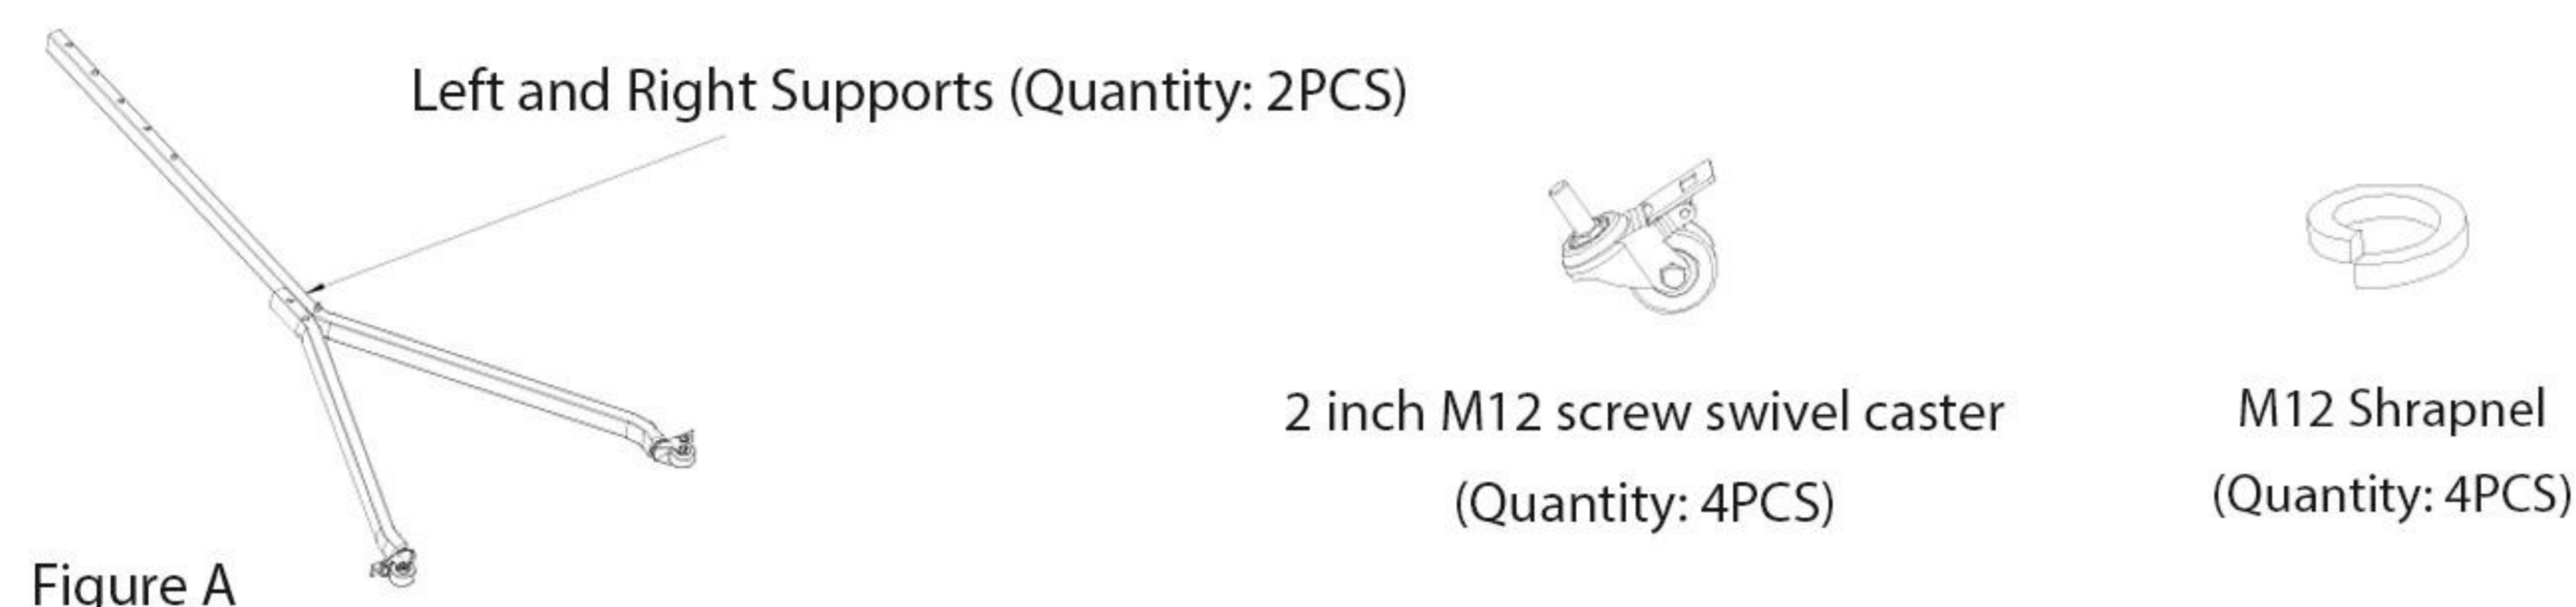 Left and Right Supports (Quantity: 2PCS)
2 inch M12 screw swivel caster
(Quantity: 4PCS)
M12 Shrapnel
(Quantity: 4PCS)
Figure A